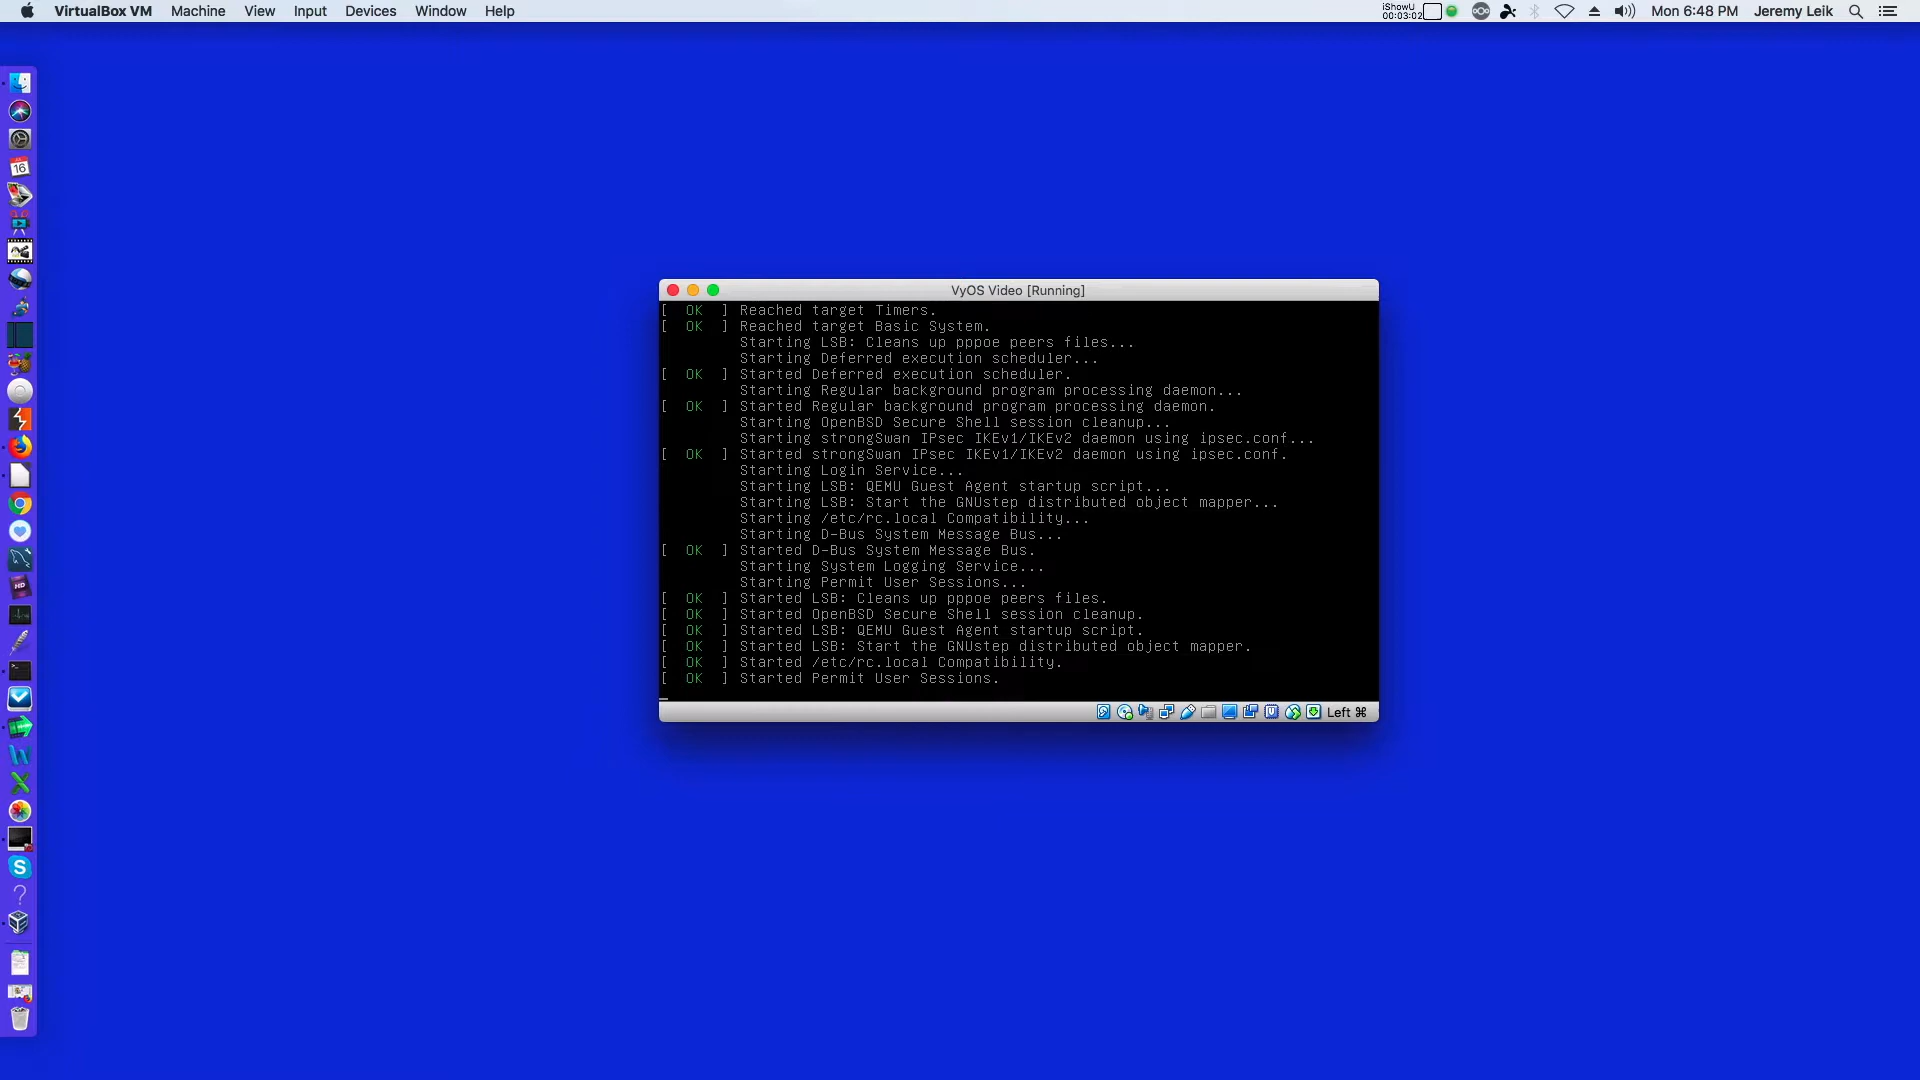 VirtualBox VM Machine View Input Devices Window Help
iShowU
00:03:02
Mon 6:48 PM Jeremy Leik
16
VyOS Video [Running]
[  OK  ] Reached target Timers.
[  OK  ] Reached target Basic System.
Starting LSB: Cleans up pppoe peers files...
Starting Deferred execution scheduler...
[  OK  ] Started Deferred execution scheduler.
Starting Regular background program processing daemon...
[  OK  ] Started Regular background program processing daemon.
Starting OpenBSD Secure Shell session cleanup...
Starting strongSwan IPsec IKEv1/IKEv2 daemon using ipsec.conf...
[  OK  ] Started strongSwan IPsec IKEv1/IKEv2 daemon using ipsec.conf.
Starting Login Service...
Starting LSB: QEMU Guest Agent startup script...
Starting LSB: Start the GNUstep distributed object mapper...
Starting /etc/rc.local Compatibility...
Starting D-Bus System Message Bus...
[  OK  ] Started D-Bus System Message Bus.
Starting System Logging Service...
Starting Permit User Sessions...
[  OK  ] Started LSB: Cleans up pppoe peers files.
[  OK  ] Started OpenBSD Secure Shell session cleanup.
[  OK  ] Started LSB: QEMU Guest Agent startup script.
[  OK  ] Started LSB: Start the GNUstep distributed object mapper.
[  OK  ] Started /etc/rc.local Compatibility.
[  OK  ] Started Permit User Sessions.
Left ⌘
HD